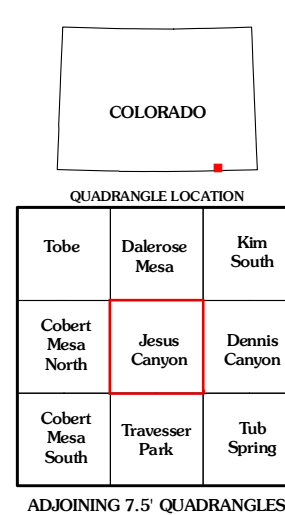 COLORADO
QUADRANGLE LOCATION
Tobe
Dalerose
Mesa
Kim
South
Cobert
Mesa
North
Jesus
Canyon
Dennis
Canyon
Cobert
Mesa
South
Travesser
Park
Tub
Spring
ADJOINING 7.5' QUADRANGLES